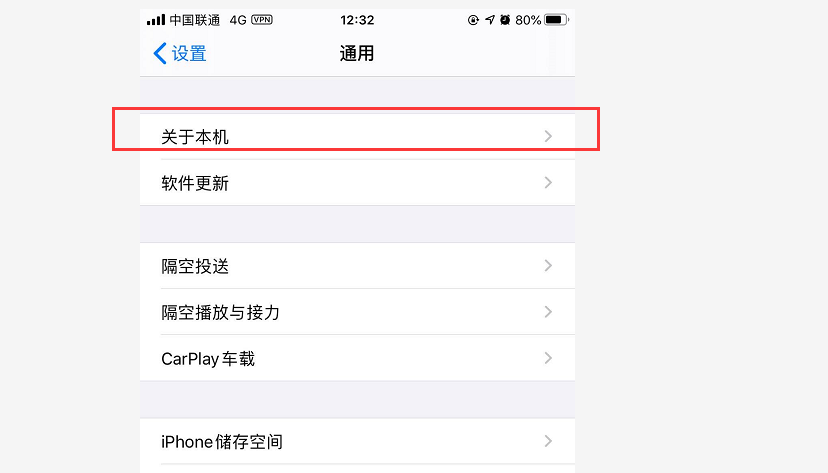 中国联通 4G VPN 12:32 80%
设置 通用
关于本机
软件更新
隔空投送
隔空播放与接力
CarPlay车载
iPhone储存空间